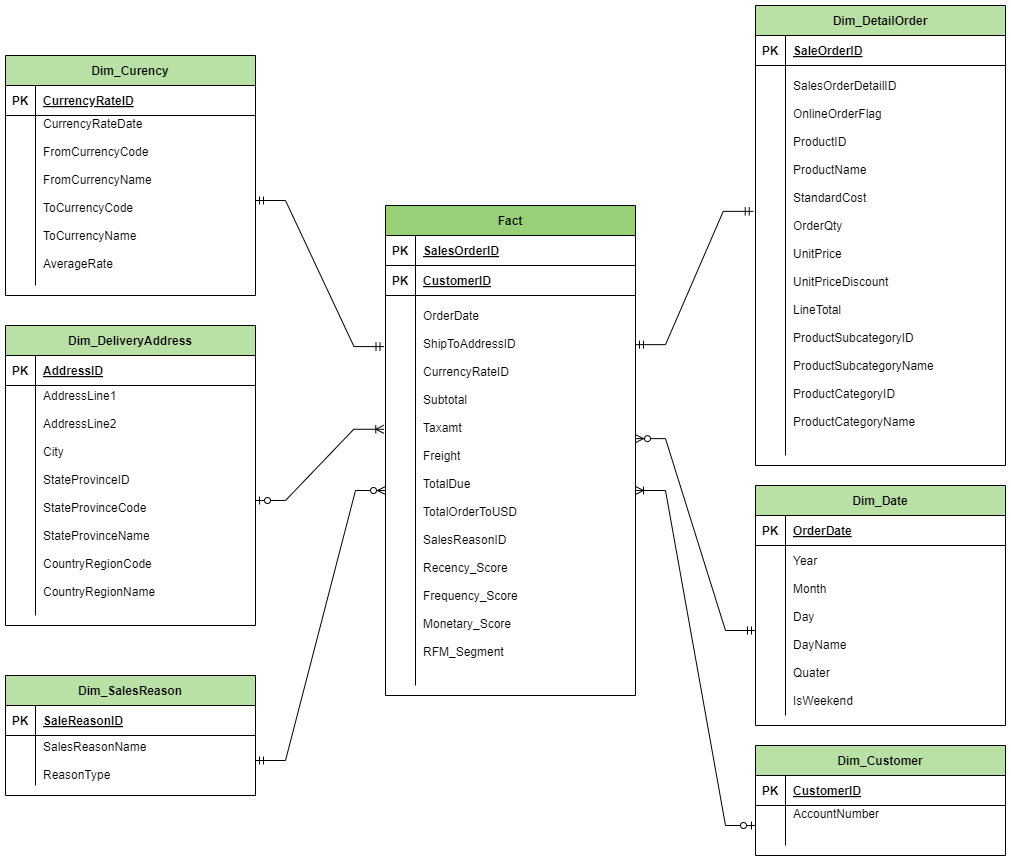 Dim_Curency
PK CurrencyRateID
CurrencyRateDate
FromCurrencyCode
FromCurrencyName
ToCurrencyCode
ToCurrencyName
AverageRate
Dim_DeliveryAddress
PK AddressID
AddressLine1
AddressLine2
City
StateProvinceID
StateProvinceCode
StateProvinceName
CountryRegionCode
CountryRegionName
Dim_SalesReason
PK SaleReasonID
SalesReasonName
ReasonType
Fact
PK SalesOrderID
PK CustomerID
OrderDate
ShipToAddressID
CurrencyRateID
Subtotal
Taxamt
Freight
TotalDue
TotalOrderToUSD
SalesReasonID
Recency_Score
Frequency_Score
Monetary_Score
RFM_Segment
Dim_DetailOrder
PK SaleOrderID
SalesOrderDetailID
OnlineOrderFlag
ProductID
ProductName
StandardCost
OrderQty
UnitPrice
UnitPriceDiscount
LineTotal
ProductSubcategoryID
ProductSubcategoryName
ProductCategoryID
ProductCategoryName
Dim_Date
PK OrderDate
Year
Month
Day
DayName
Quater
IsWeekend
Dim_Customer
PK CustomerID
AccountNumber